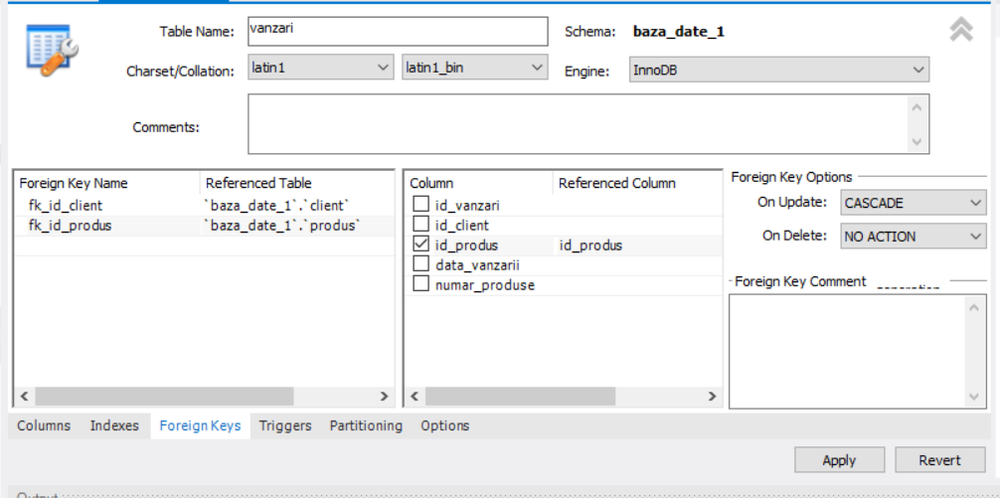 Table Name: vanzari Schema: baza_date_1
Charset/Collation: latin1 latin1_bin Engine: InnoDB
Comments:
Foreign Key Name Referenced Table
fk_id_client `baza_date_1`.`client`
fk_id_produs `baza_date_1`.`produs`
Column Referenced Column
id_vanzari
id_client
id_produs id_produs
data_vanzarii
numar_produse
Foreign Key Options
On Update: CASCADE
On Delete: NO ACTION
Foreign Key Comment
Columns Indexes Foreign Keys Triggers Partitioning Options
Apply Revert